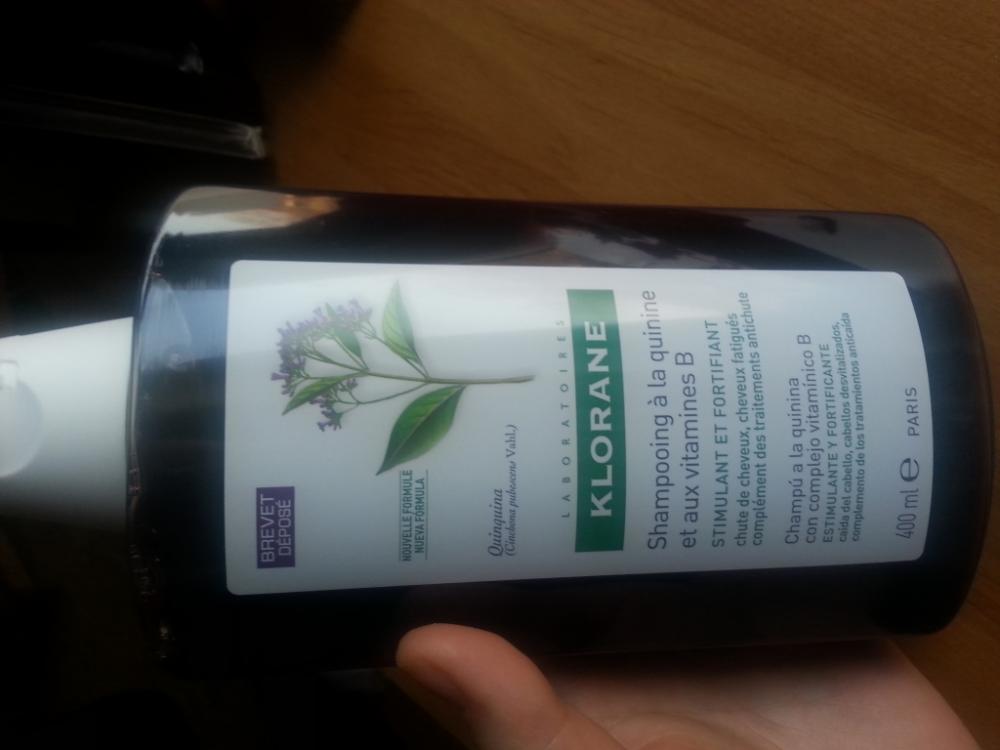 BREVET
DÉPOSÉ
NOUVELLE FORMULE
NUEVA FORMULA
Quinquina
(Cinchona pubescens Vahl.)
LABORATOIRES
KLORANE
Shampooing à la quinine
et aux vitamines B
STIMULANT ET FORTIFIANT
chute de cheveux, cheveux fatigués
complément des traitements antichute
Champú a la quinina
con complejo vitamínico B
ESTIMULANTE Y FORTIFICANTE
caída del cabello, cabellos desvitalizados,
complemento de los tratamientos anticaída
400 ml ℮ PARIS